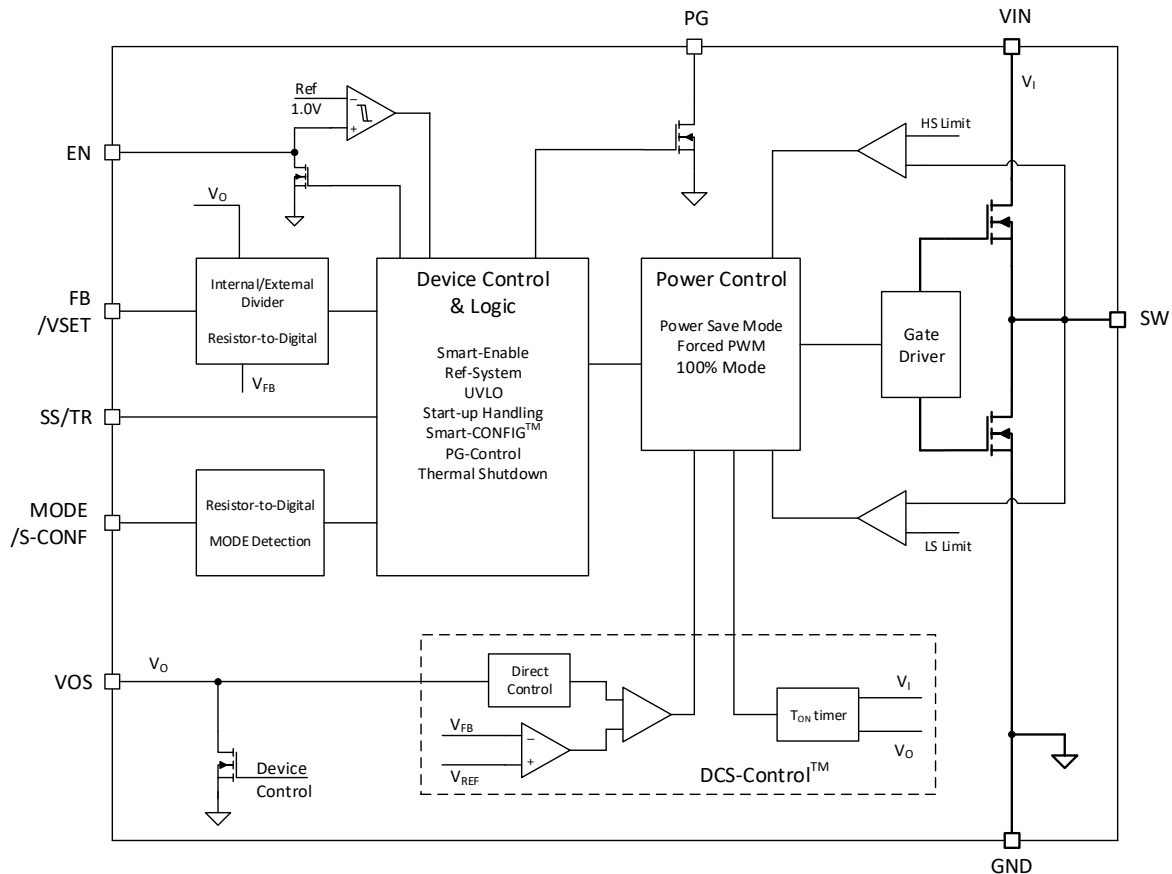 PG
VIN
Ref
1.0V
VI
HS Limit
EN
VO
Internal/External
Divider
Resistor-to-Digital
FB
/VSET
VFB
Device Control
& Logic
Smart-Enable
Ref-System
UVLO
Start-up Handling
Smart-CONFIG™
PG-Control
Thermal Shutdown
Power Control
Power Save Mode
Forced PWM
100% Mode
Gate
Driver
SW
SS/TR
MODE
/S-CONF
Resistor-to-Digital
MODE Detection
LS Limit
VOS
VO
Direct
Control
VFB
VREF
TON timer
VI
VO
DCS-Control™
Device
Control
GND